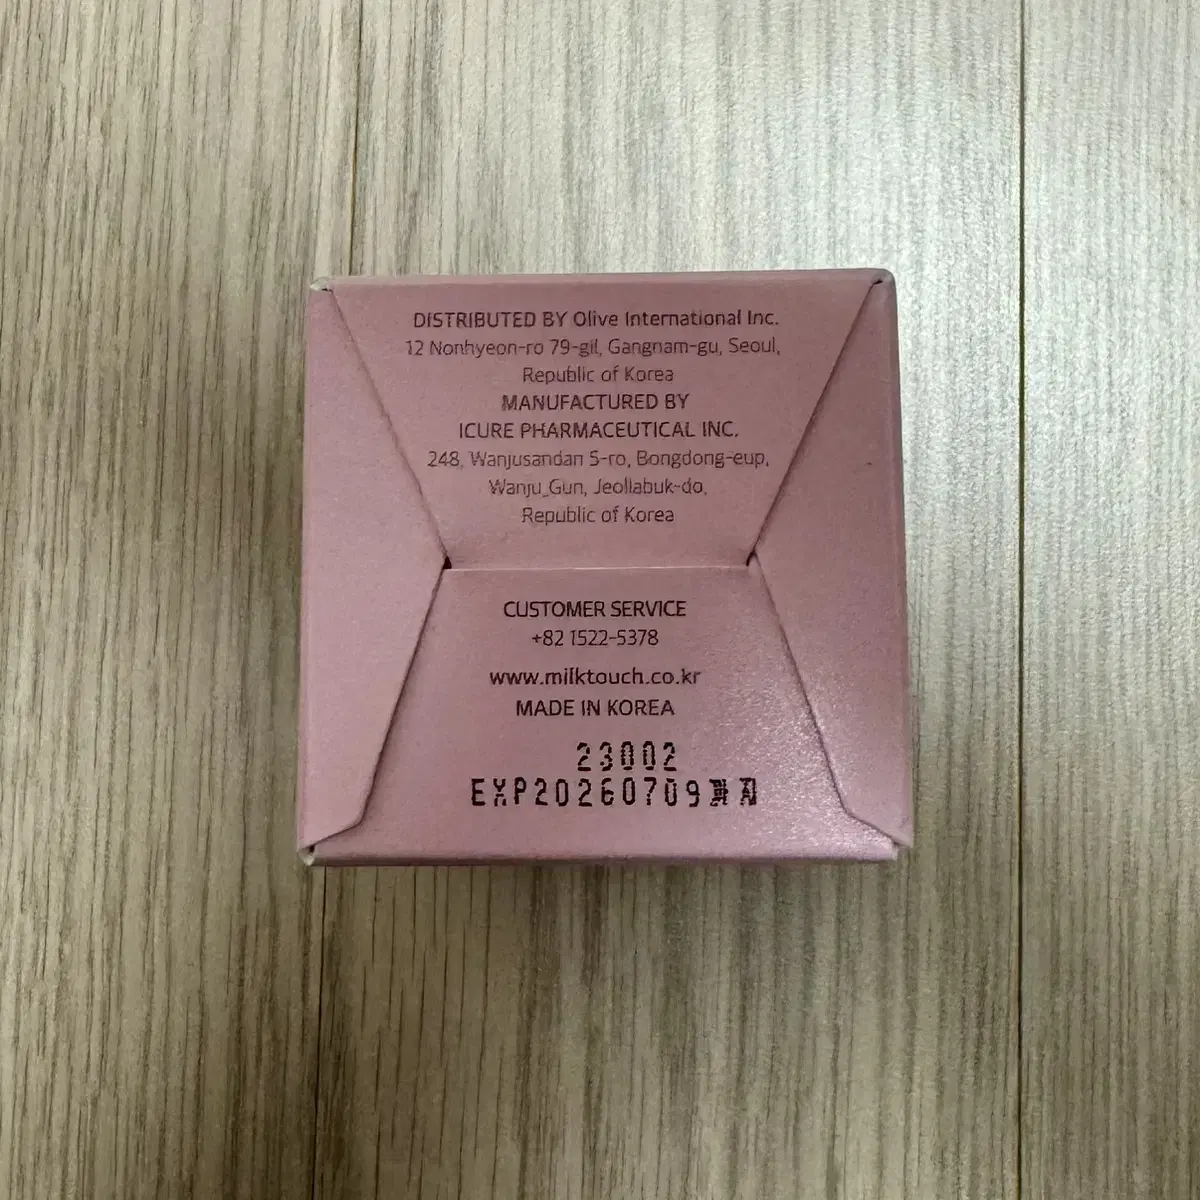 DISTRIBUTED BY Olive International Inc.
12 Nonhyeon-ro 79-gil, Gangnam-gu, Seoul,
Republic of Korea
MANUFACTURED BY
ICURE PHARMACEUTICAL INC.
248, Wanjusandan 5-ro, Bongdong-eup,
Wanju_Gun, Jeollabuk-do,
Republic of Korea
CUSTOMER SERVICE
+82 1522-5378
www.milktouch.co.kr
MADE IN KOREA
23002
EXP20260709